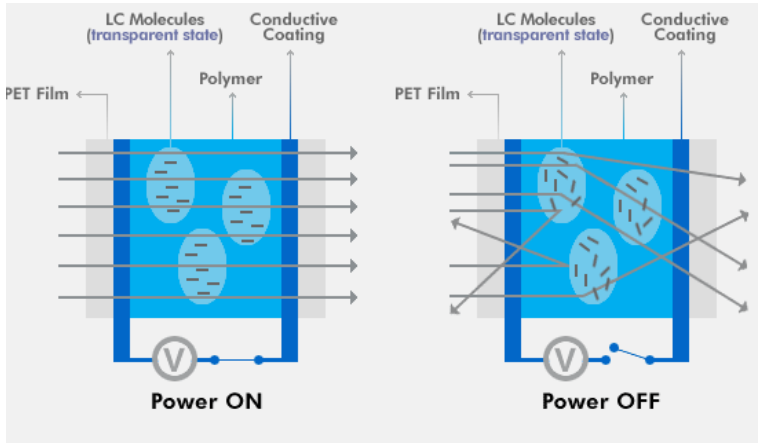 LC Molecules
(transparent state)
Conductive
Coating
Polymer
PET Film
V
Power ON
LC Molecules
(transparent state)
Conductive
Coating
Polymer
PET Film
V
Power OFF